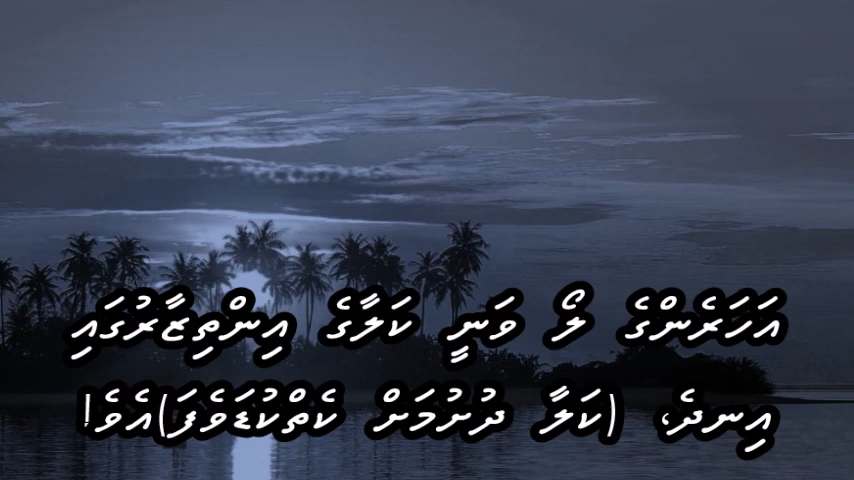 އަހަރެންގެ ލޯ ވަނީ ކަލާގެ އިންތިޒާރުގައި
އިނދެ، (ކަލާ ދުށުމަށް ކެތްކުޑަވެފަ)އެވެ!